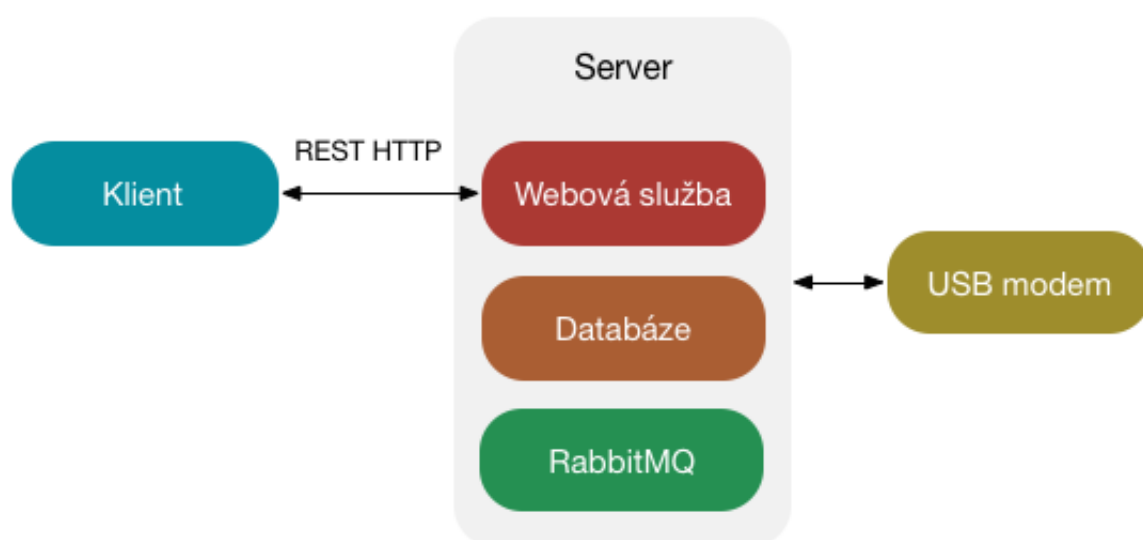 Server
REST HTTP
Klient
Webová služba
USB modem
Databáze
RabbitMQ